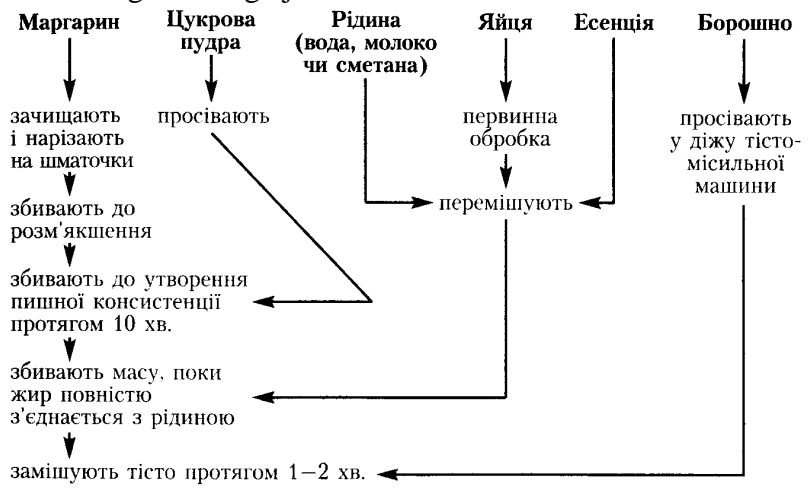 Маргарин
Цукрова
пудра
Рідина
(вода, молоко
чи сметана)
Яйця
Есенція
Борошно
зачищають
і нарізають
на шматочки
просівають
первинна
обробка
просівають
у діжу тісто-
місильної
машини
збивають до
розм'якшення
перемішують
збивають до утворення
пишної консистенції
протягом 10 хв.
збивають масу, поки
жир повністю
з'єднається з рідиною
замішують тісто протягом 1–2 хв.